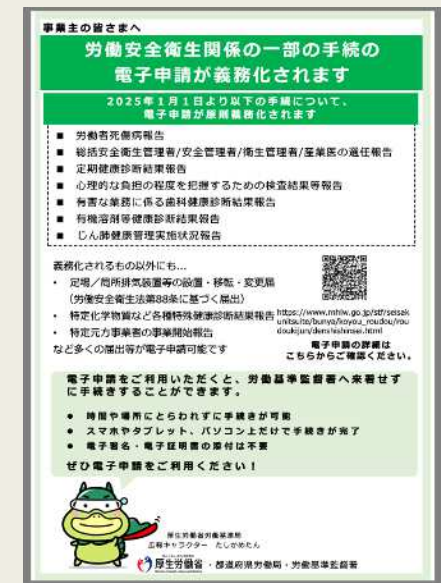 事業主の皆さまへ
労働安全衛生関係の一部の手続の
電子申請が義務化されます
2025年1月1日より以下の手続について、
電子申請が原則義務化されます
■ 労働者死傷病報告
■ 総括安全衛生管理者/安全管理者/衛生管理者/産業医の選任報告
■ 定期健康診断結果報告
■ 心理的な負担の程度を把握するための検査結果等報告
■ 有害な業務に係る歯科健康診断結果報告
■ 有機溶剤等健康診断結果報告
■ じん肺健康管理実施状況報告
義務化されるもの以外にも...
・ 足場/局所排気装置等の設置・移転・変更届
(労働安全衛生法第88条に基づく届出)
・ 特定化学物質など各種特殊健康診断結果報告
・ 特定元方事業者の事業開始報告
など多くの届出等が電子申請可能です
https://www.mhlw.go.jp/stf/seisak
unitsuite/bunya/koyou_roudou/rou
doukijun/denshishinsei.html
電子申請の詳細は
こちらからご確認ください。
電子申請をご利用いただくと、労働基準監督署へ来署せず
に手続きすることができます。
● 時間や場所にとらわれずに手続きが可能
● スマホやタブレット、パソコン上だけで手続きが完了
● 電子署名・電子証明書の添付は不要
ぜひ電子申請をご利用ください!
厚生労働省労働基準局
広報キャラクター たしかめたん
厚生労働省・都道府県労働局・労働基準監督署